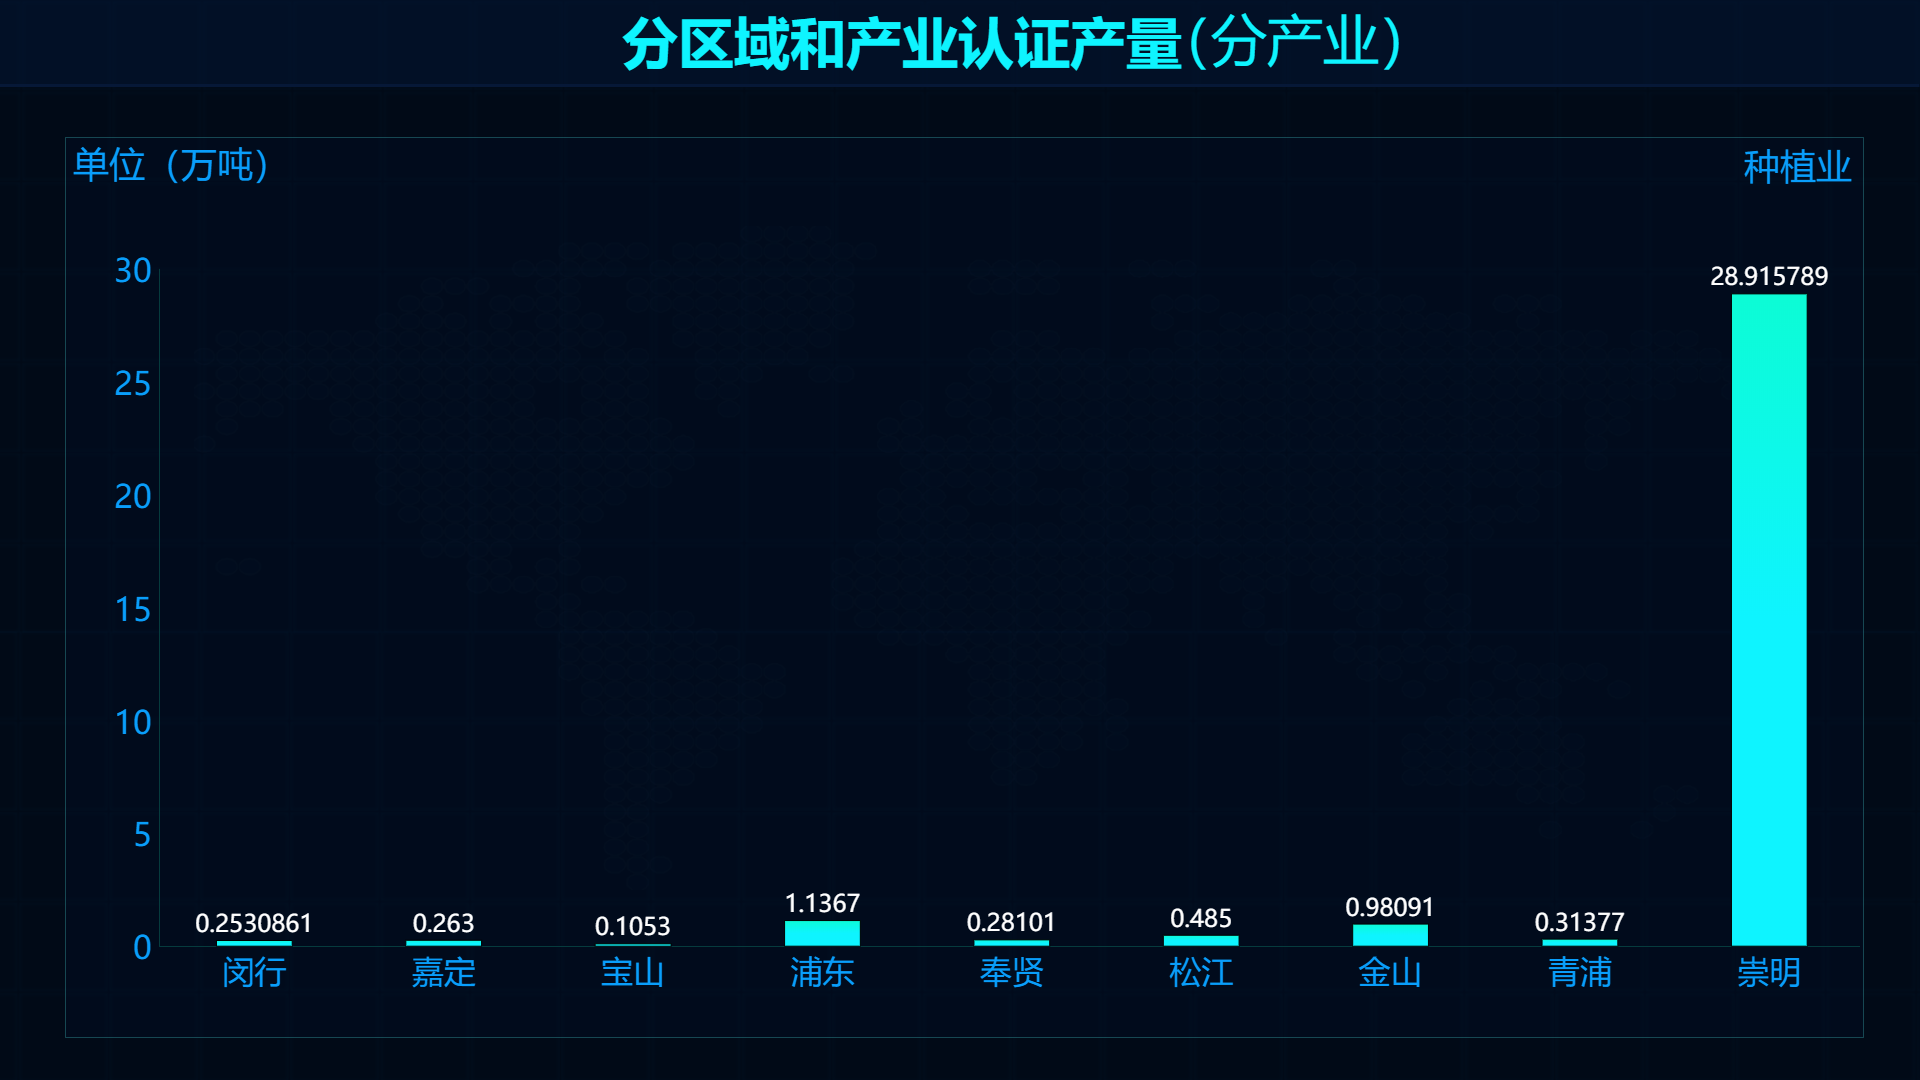 分区域和产业认证产量(分产业)
单位（万吨）
种植业
30
25
20
15
10
5
0
28.915789
0.2530861
0.263
0.1053
1.1367
0.28101
0.485
0.98091
0.31377
闵行
嘉定
宝山
浦东
奉贤
松江
金山
青浦
崇明